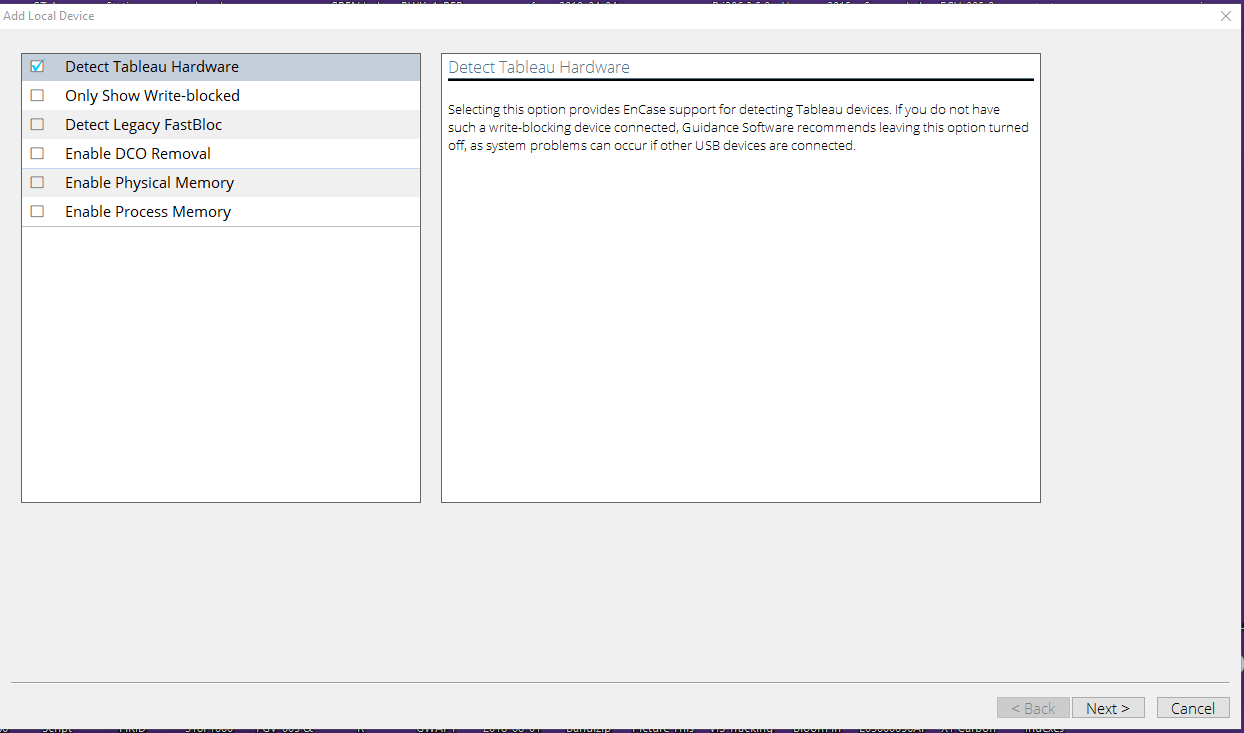 Add Local Device
Detect Tableau Hardware
Only Show Write-blocked
Detect Legacy FastBloc
Enable DCO Removal
Enable Physical Memory
Enable Process Memory
Detect Tableau Hardware
Selecting this option provides EnCase support for detecting Tableau devices. If you do not have
such a write-blocking device connected, Guidance Software recommends leaving this option turned
off, as system problems can occur if other USB devices are connected.
< Back
Next >
Cancel